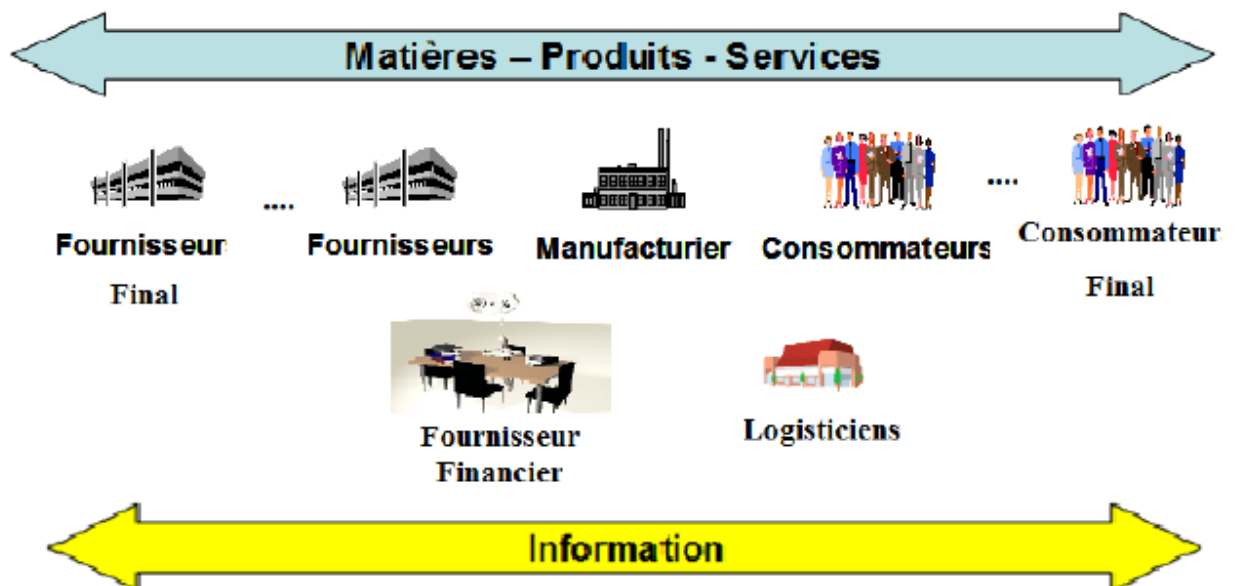 Matières – Produits - Services
....
....
Fournisseur
Fournisseurs
Manufacturier
Consommateurs
Consommateur
Final
Final
Fournisseur
Financier
Logisticiens
Information